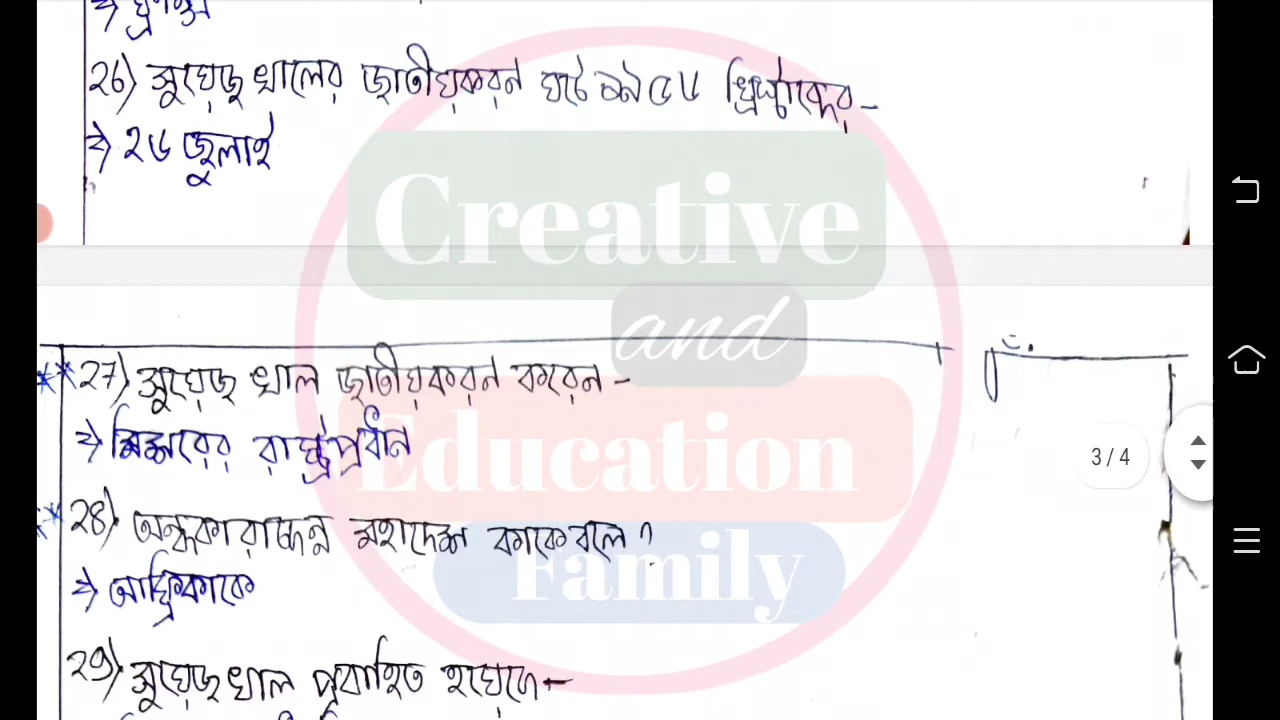 26) সুয়েজ খালের জাতীয়করন ঘটে ১৯৫৬ খ্রিস্টাব্দের-
⇒ ২৬ জুলাই
Creative
and
Education
Family
** 27) সুয়েজ খাল জাতীয়করন করেন-
⇒ মিশরের রাষ্ট্রপ্রধান
3/4
** 28) অন্ধকারাচ্ছন্ন মহাদেশ কাকে বলে?
⇒ আফ্রিকাকে
29) সুয়েজ খাল প্রবাহিত হয়েছে-